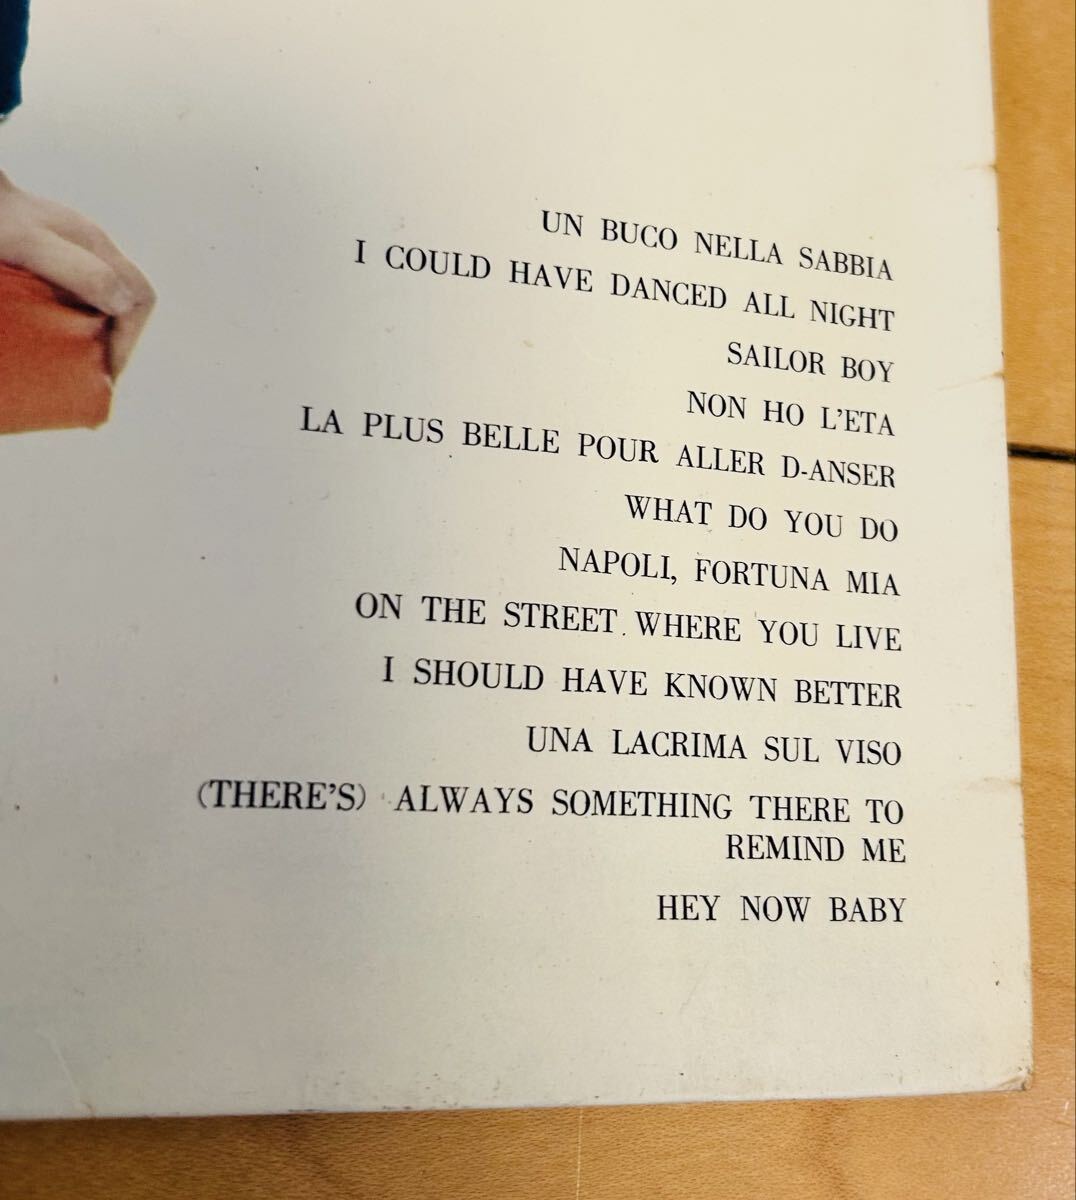 UN BUCO NELLA SABBIA
I COULD HAVE DANCED ALL NIGHT
SAILOR BOY
NON HO L'ETA
LA PLUS BELLE POUR ALLER D-ANSER
WHAT DO YOU DO
NAPOLI, FORTUNA MIA
ON THE STREET WHERE YOU LIVE
I SHOULD HAVE KNOWN BETTER
UNA LACRIMA SUL VISO
(THERE'S) ALWAYS SOMETHING THERE TO
REMIND ME
HEY NOW BABY